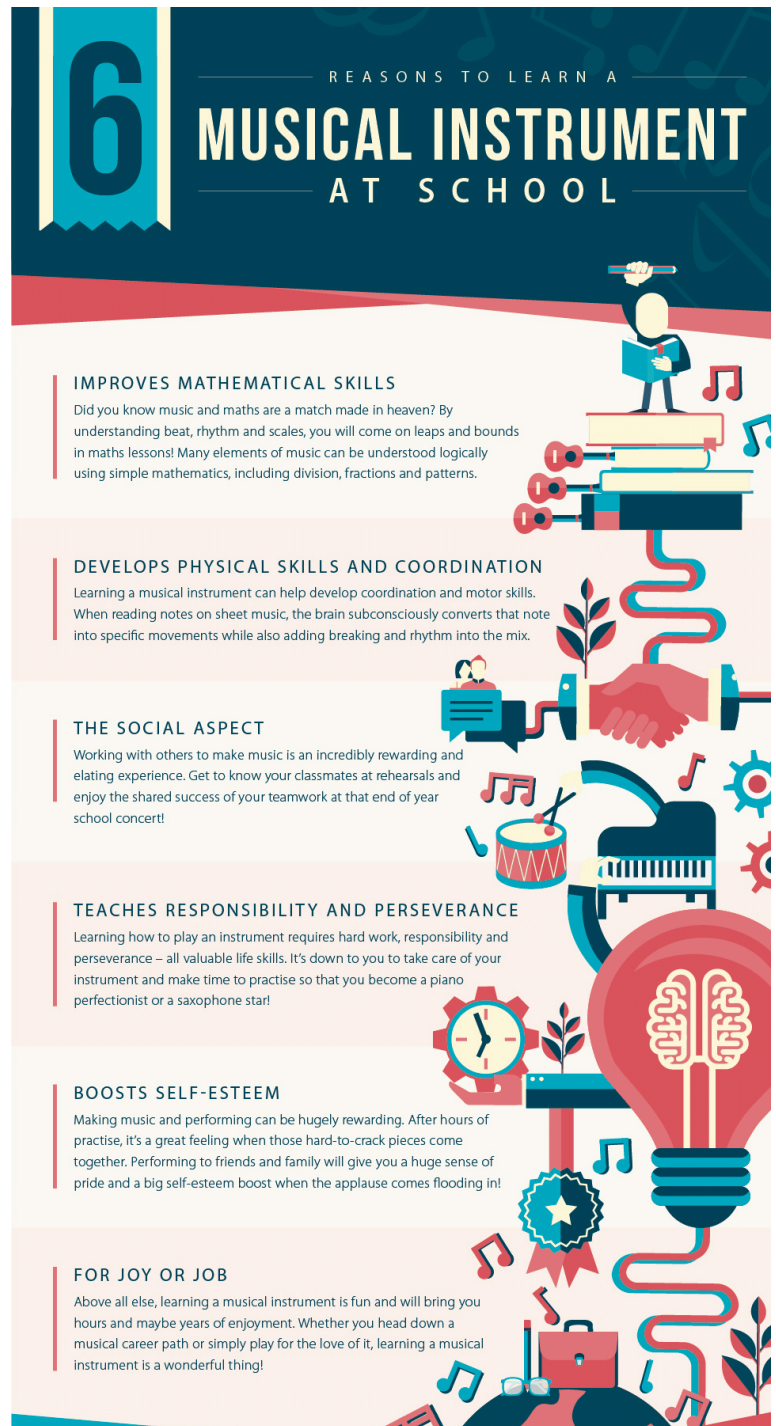 6
REASONS TO LEARN A
MUSICAL INSTRUMENT
AT SCHOOL
IMPROVES MATHEMATICAL SKILLS
Did you know music and maths are a match made in heaven? By
understanding beat, rhythm and scales, you will come on leaps and bounds
in maths lessons! Many elements of music can be understood logically
using simple mathematics, including division, fractions and patterns.
DEVELOPS PHYSICAL SKILLS AND COORDINATION
Learning a musical instrument can help develop coordination and motor skills.
When reading notes on sheet music, the brain subconsciously converts that note
into specific movements while also adding breaking and rhythm into the mix.
THE SOCIAL ASPECT
Working with others to make music is an incredibly rewarding and
elating experience. Get to know your classmates at rehearsals and
enjoy the shared success of your teamwork at that end of year
school concert!
TEACHES RESPONSIBILITY AND PERSEVERANCE
Learning how to play an instrument requires hard work, responsibility and
perseverance – all valuable life skills. It's down to you to take care of your
instrument and make time to practise so that you become a piano
perfectionist or a saxophone star!
BOOSTS SELF-ESTEEM
Making music and performing can be hugely rewarding. After hours of
practise, it's a great feeling when those hard-to-crack pieces come
together. Performing to friends and family will give you a huge sense of
pride and a big self-esteem boost when the applause comes flooding in!
FOR JOY OR JOB
Above all else, learning a musical instrument is fun and will bring you
hours and maybe years of enjoyment. Whether you head down a
musical career path or simply play for the love of it, learning a musical
instrument is a wonderful thing!